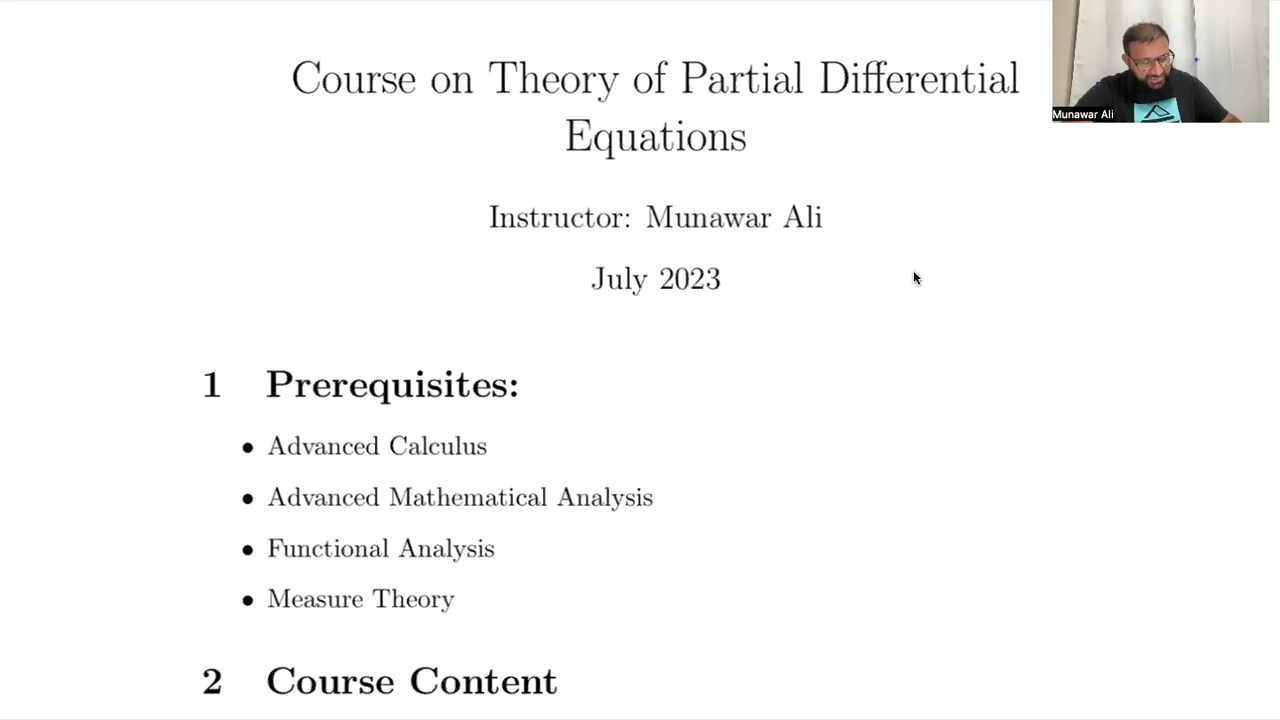 Course on Theory of Partial Differential
Equations
Instructor: Munawar Ali
July 2023
1 Prerequisites:
• Advanced Calculus
• Advanced Mathematical Analysis
• Functional Analysis
• Measure Theory
2 Course Content
Munawar Ali